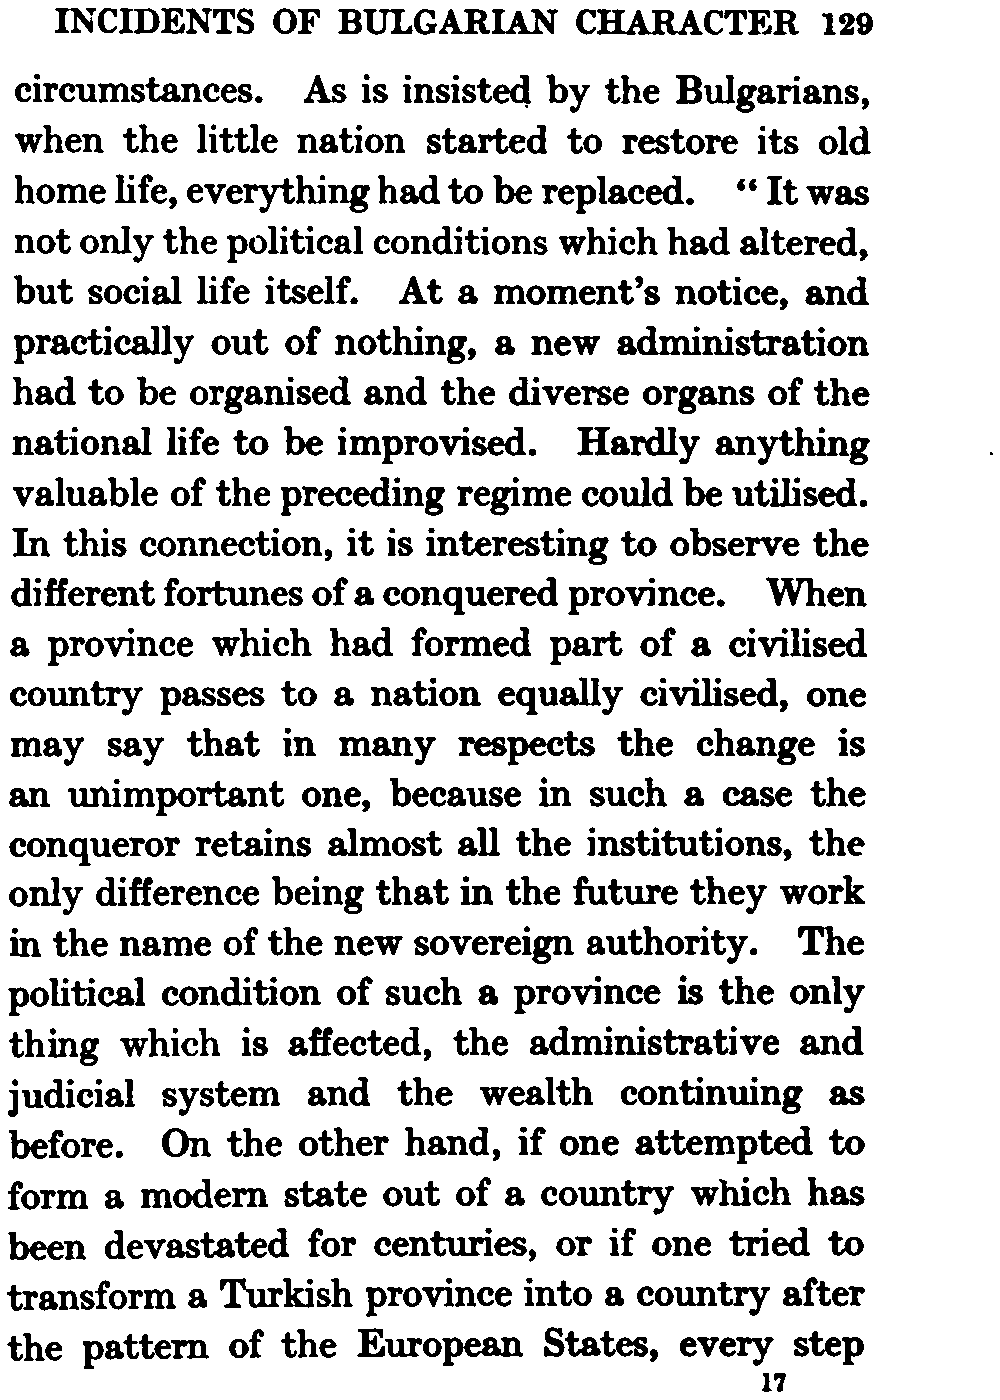 INCIDENTS OF BULGARIAN CHARACTER 129
circumstances. As is insisted by the Bulgarians,
when the little nation started to restore its old
home life, everything had to be replaced. “ It was
not only the political conditions which had altered,
but social life itself. At a moment's notice, and
practically out of nothing, a new administration
had to be organised and the diverse organs of the
national life to be improvised. Hardly anything
valuable of the preceding regime could be utilised.
In this connection, it is interesting to observe the
different fortunes of a conquered province. When
a province which had formed part of a civilised
country passes to a nation equally civilised, one
may say that in many respects the change is
an unimportant one, because in such a case the
conqueror retains almost all the institutions, the
only difference being that in the future they work
in the name of the new sovereign authority. The
political condition of such a province is the only
thing which is affected, the administrative and
judicial system and the wealth continuing as
before. On the other hand, if one attempted to
form a modern state out of a country which has
been devastated for centuries, or if one tried to
transform a Turkish province into a country after
the pattern of the European States, every step
17